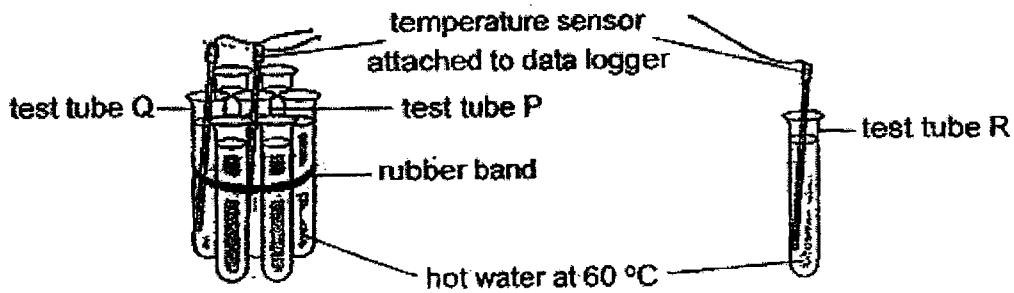 temperature sensor
attached to data logger
test tube Q
test tube P
test tube R
rubber band
hot water at 60 °C